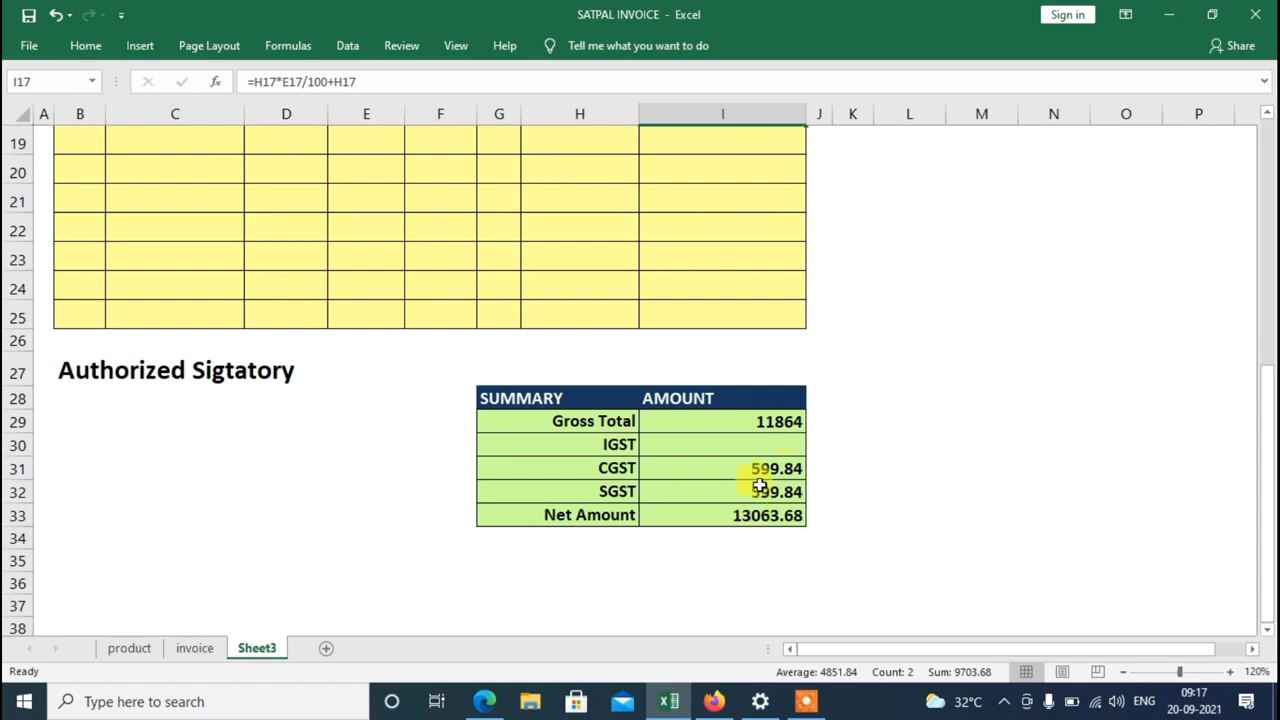 SATPAL INVOICE - Excel
Sign in
File Home Insert Page Layout Formulas Data Review View Help Tell me what you want to do Share
I17 fx =H17*E17/100+H17
A B C D E F G H I J K L M N O P
19
20
21
22
23
24
25
26
27 Authorized Sigtatory
28 SUMMARY AMOUNT
29 Gross Total 11864
30 IGST
31 CGST 599.84
32 SGST 599.84
33 Net Amount 13063.68
34
35
36
37
38
product invoice Sheet3
Ready Average: 4851.84 Count: 2 Sum: 9703.68 120%
Type here to search 32°C ENG 09:17
20-09-2021